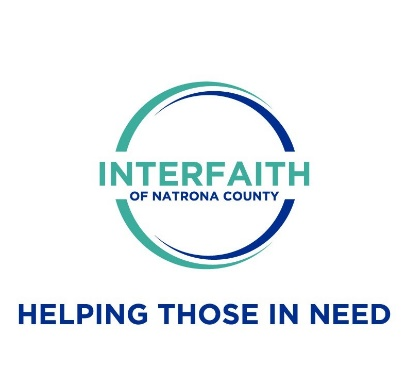 INTERFAITH
OF NATRONA COUNTY
HELPING THOSE IN NEED